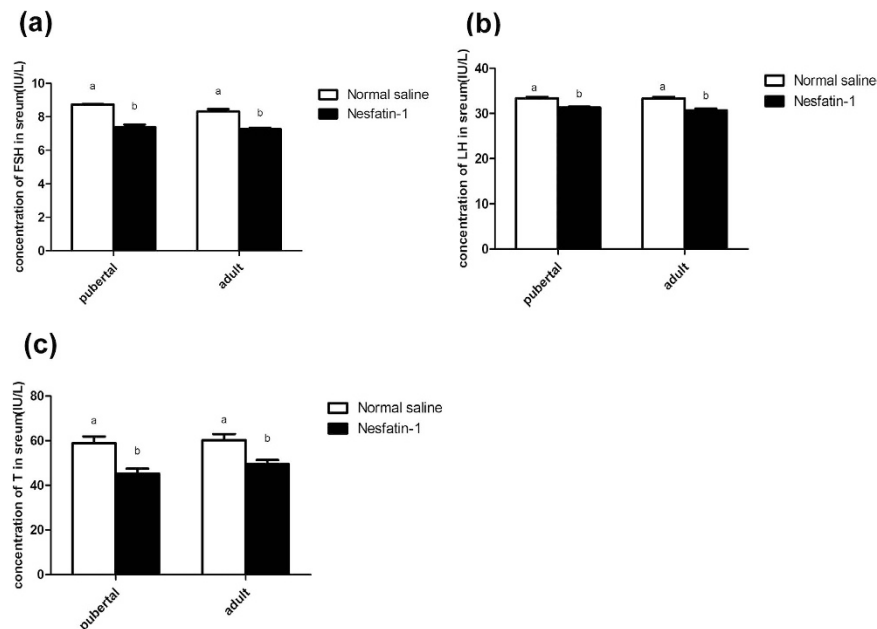 (a)
concentration of FSH in sreum(IU/L)
10
8
6
4
2
0
a
b
a
b
pubertal
adult
Normal saline
Nesfatin-1
(b)
concentration of LH in sreum(IU/L)
40
30
20
10
0
a
b
a
b
pubertal
adult
Normal saline
Nesfatin-1
(c)
concentration of T in sreum(IU/L)
80
60
40
20
0
a
b
a
b
pubertal
adult
Normal saline
Nesfatin-1